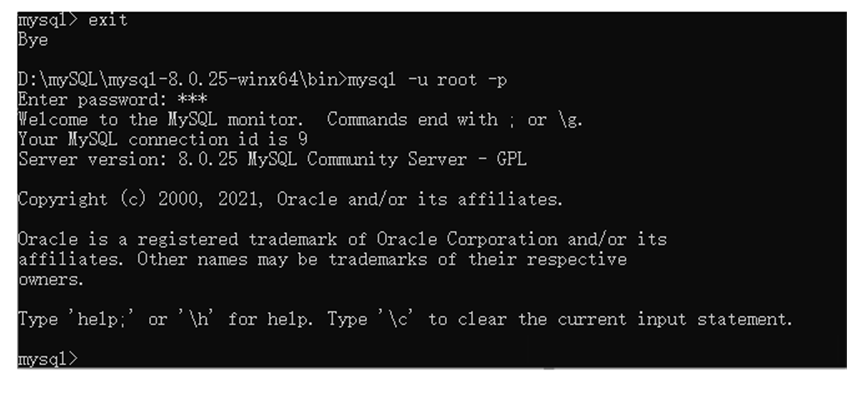 mysql> exit
Bye
D:\mySQL\mysql-8.0.25-winx64\bin>mysql -u root -p
Enter password: ***
Welcome to the MySQL monitor.  Commands end with ; or \g.
Your MySQL connection id is 9
Server version: 8.0.25 MySQL Community Server - GPL
Copyright (c) 2000, 2021, Oracle and/or its affiliates.
Oracle is a registered trademark of Oracle Corporation and/or its
affiliates. Other names may be trademarks of their respective
owners.
Type 'help;' or '\h' for help. Type '\c' to clear the current input statement.
mysql>